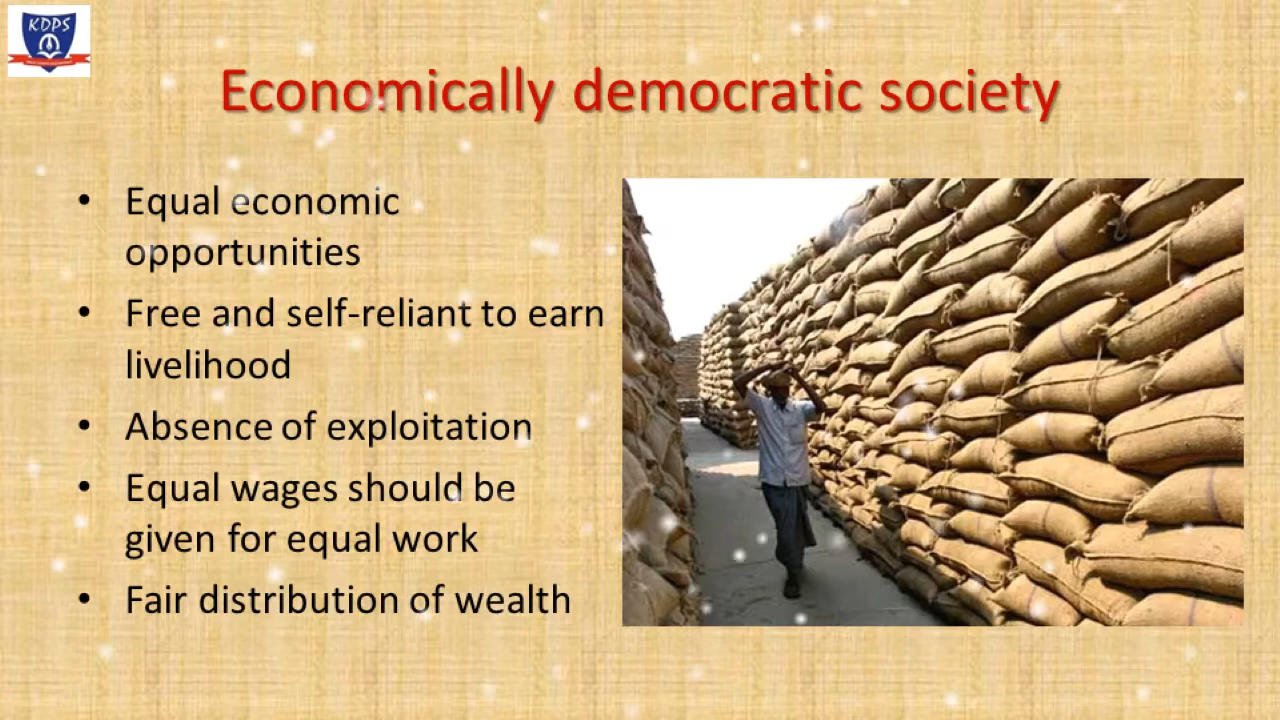 KDPS
Economically democratic society
• Equal economic
opportunities
• Free and self-reliant to earn
livelihood
• Absence of exploitation
• Equal wages should be
given for equal work
• Fair distribution of wealth